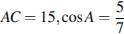 AC = 15, cos A = 5/7